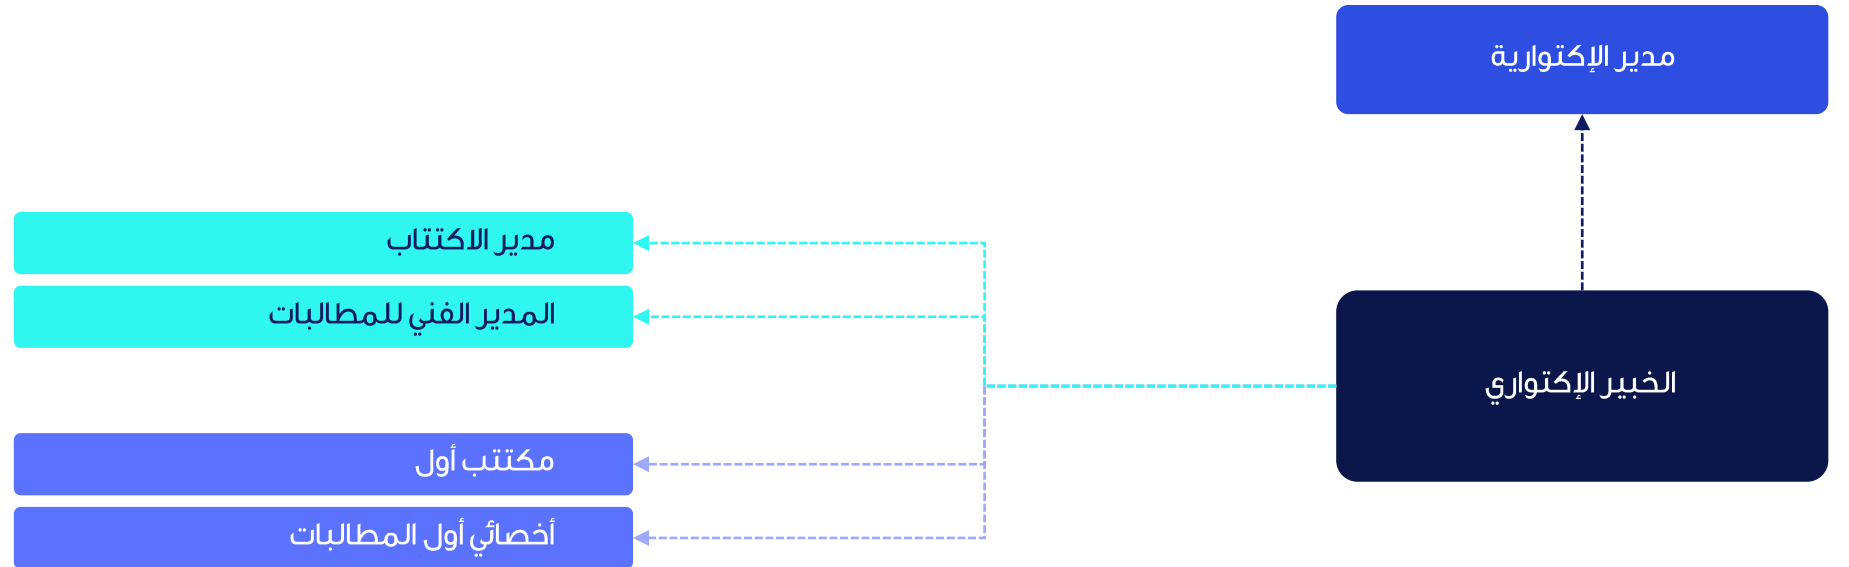 مدير الإكتوارية
مدير الاكتتاب
المدير الفني للمطالبات
الخبير الإكتواري
مكتتب أول
أخصائي أول المطالبات